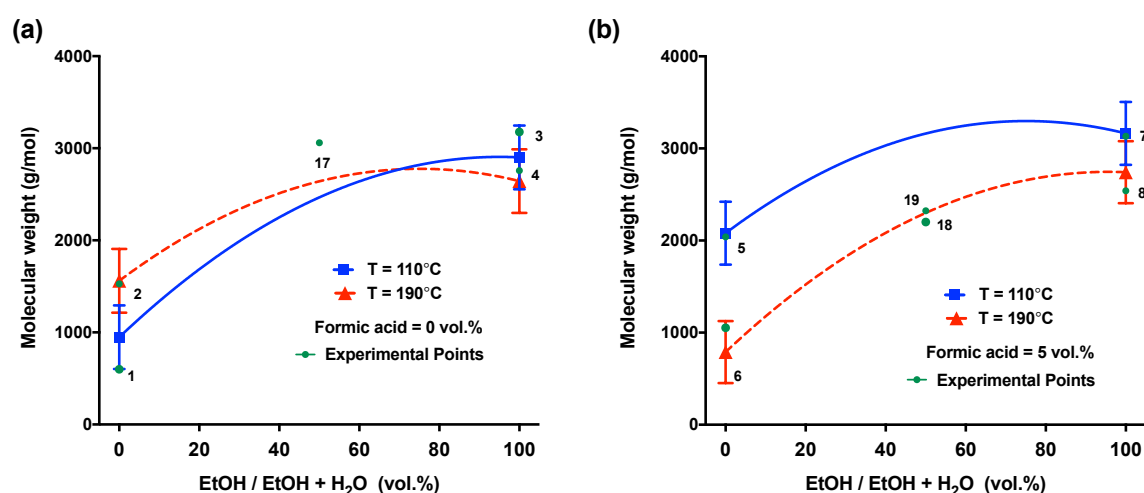 (a)
Molecular weight (g/mol)
4000
3000
2000
1000
0
0 20 40 60 80 100
EtOH / EtOH + H₂O (vol.%)
17
3
4
2
1
T = 110°C
T = 190°C
Formic acid = 0 vol.%
Experimental Points
(b)
Molecular weight (g/mol)
4000
3000
2000
1000
0
0 20 40 60 80 100
EtOH / EtOH + H₂O (vol.%)
7
8
19
18
5
6
T = 110°C
T = 190°C
Formic acid = 5 vol.%
Experimental Points